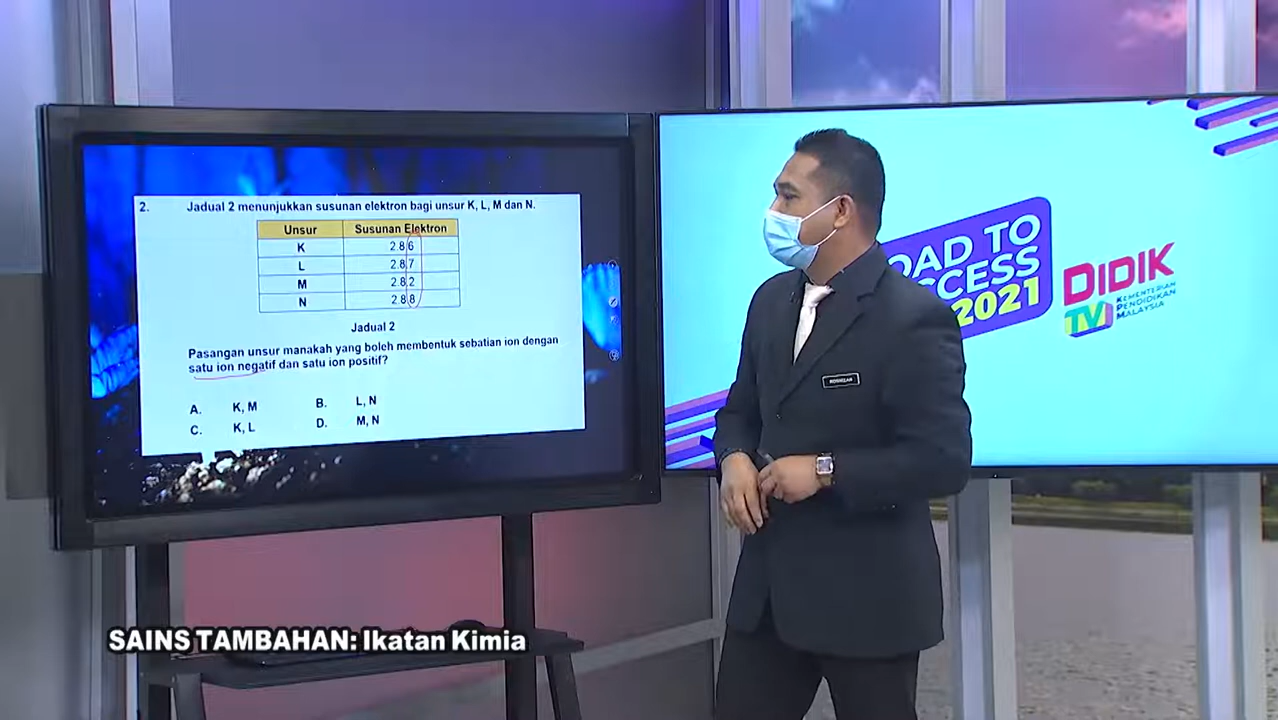 2. Jadual 2 menunjukkan susunan elektron bagi unsur K, L, M dan N.
Unsur Susunan Elektron
K 2.8.6
L 2.8.7
M 2.8.2
N 2.8.8
Jadual 2
Pasangan unsur manakah yang boleh membentuk sebatian ion dengan
satu ion negatif dan satu ion positif?
A. K, M B. L, N
C. K, L D. M, N
OAD TO
CCESS
2021
DIDIK
TV
KEMENTERIAN
PENDIDIKAN
MALAYSIA
SAINS TAMBAHAN: Ikatan Kimia